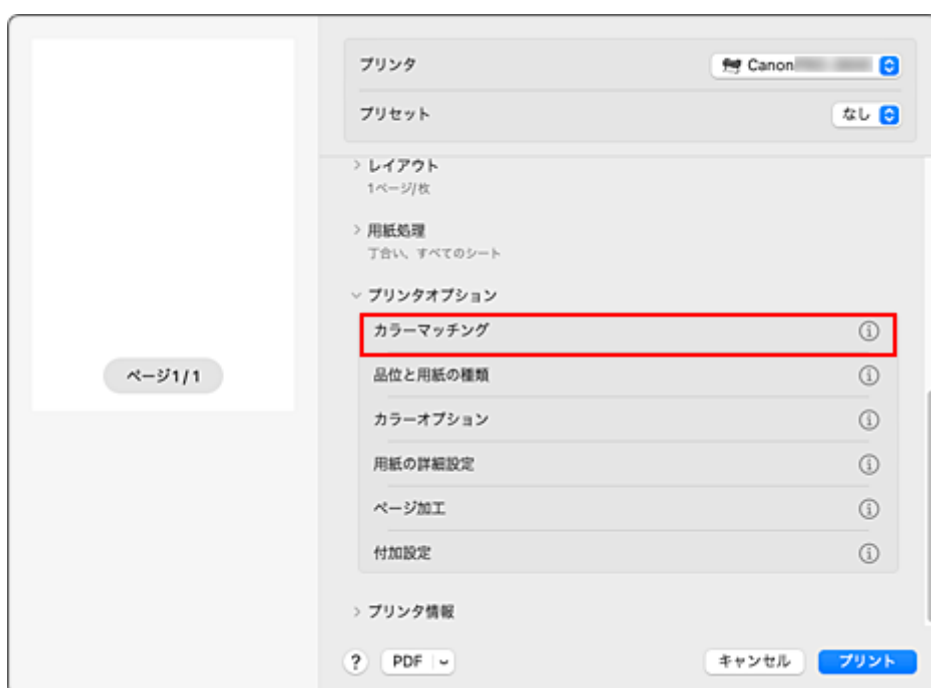 プリンタ
Canon
プリセット
なし
レイアウト
1ページ/枚
用紙処理
丁合い、すべてのシート
プリンタオプション
カラーマッチング
品位と用紙の種類
カラーオプション
用紙の詳細設定
ページ加工
付加設定
プリンタ情報
ページ1/1
? PDF
キャンセル
プリント